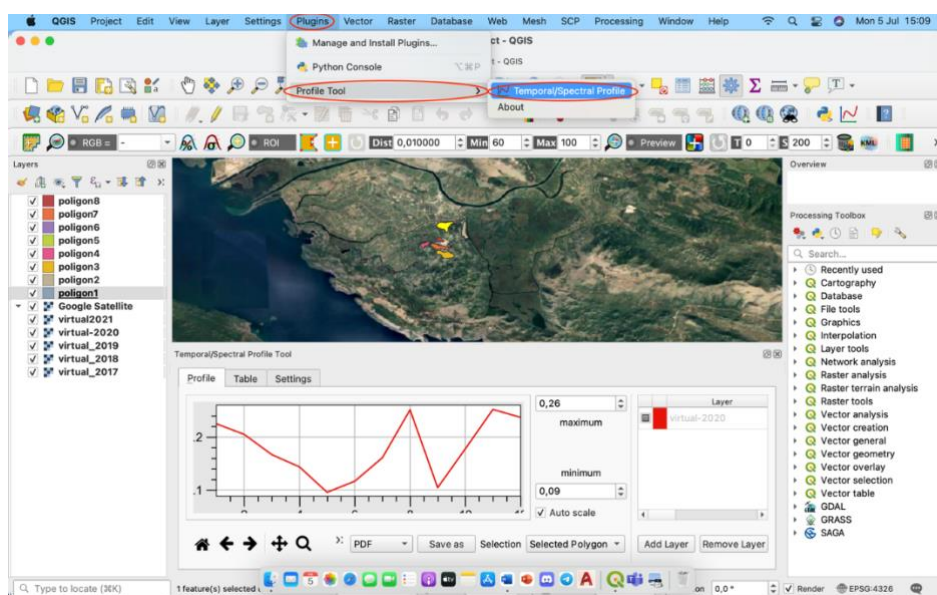 QGIS Project Edit View Layer Settings Plugins Vector Raster Database Web Mesh SCP Processing Window Help Mon 5 Jul 15:09
ct - QGIS
Manage and Install Plugins...
t - QGIS
Python Console ⌥⌘P
Profile Tool
Temporal/Spectral Profile
About
RGB = -
ROI
Dist 0,010000
Min 60
Max 100
Preview
T 0
S 200
KML
Layers
Overview
poligon8
poligon7
poligon6
poligon5
poligon4
poligon3
poligon2
poligon1
Google Satellite
virtual2021
virtual-2020
virtual_2019
virtual_2018
virtual_2017
Processing Toolbox
Search...
Recently used
Cartography
Database
File tools
Graphics
Interpolation
Layer tools
Network analysis
Raster analysis
Raster terrain analysis
Raster tools
Vector analysis
Vector creation
Vector general
Vector geometry
Vector overlay
Vector selection
Vector table
GDAL
GRASS
SAGA
Temporal/Spectral Profile Tool
Profile Table Settings
.2
.1
0,26
maximum
minimum
0,09
Auto scale
Layer
virtual-2020
PDF
Save as
Selection
Selected Polygon
Add Layer
Remove Layer
Type to locate (⌘K)
1 feature(s) selected
on 0,0 °
Render
EPSG:4326